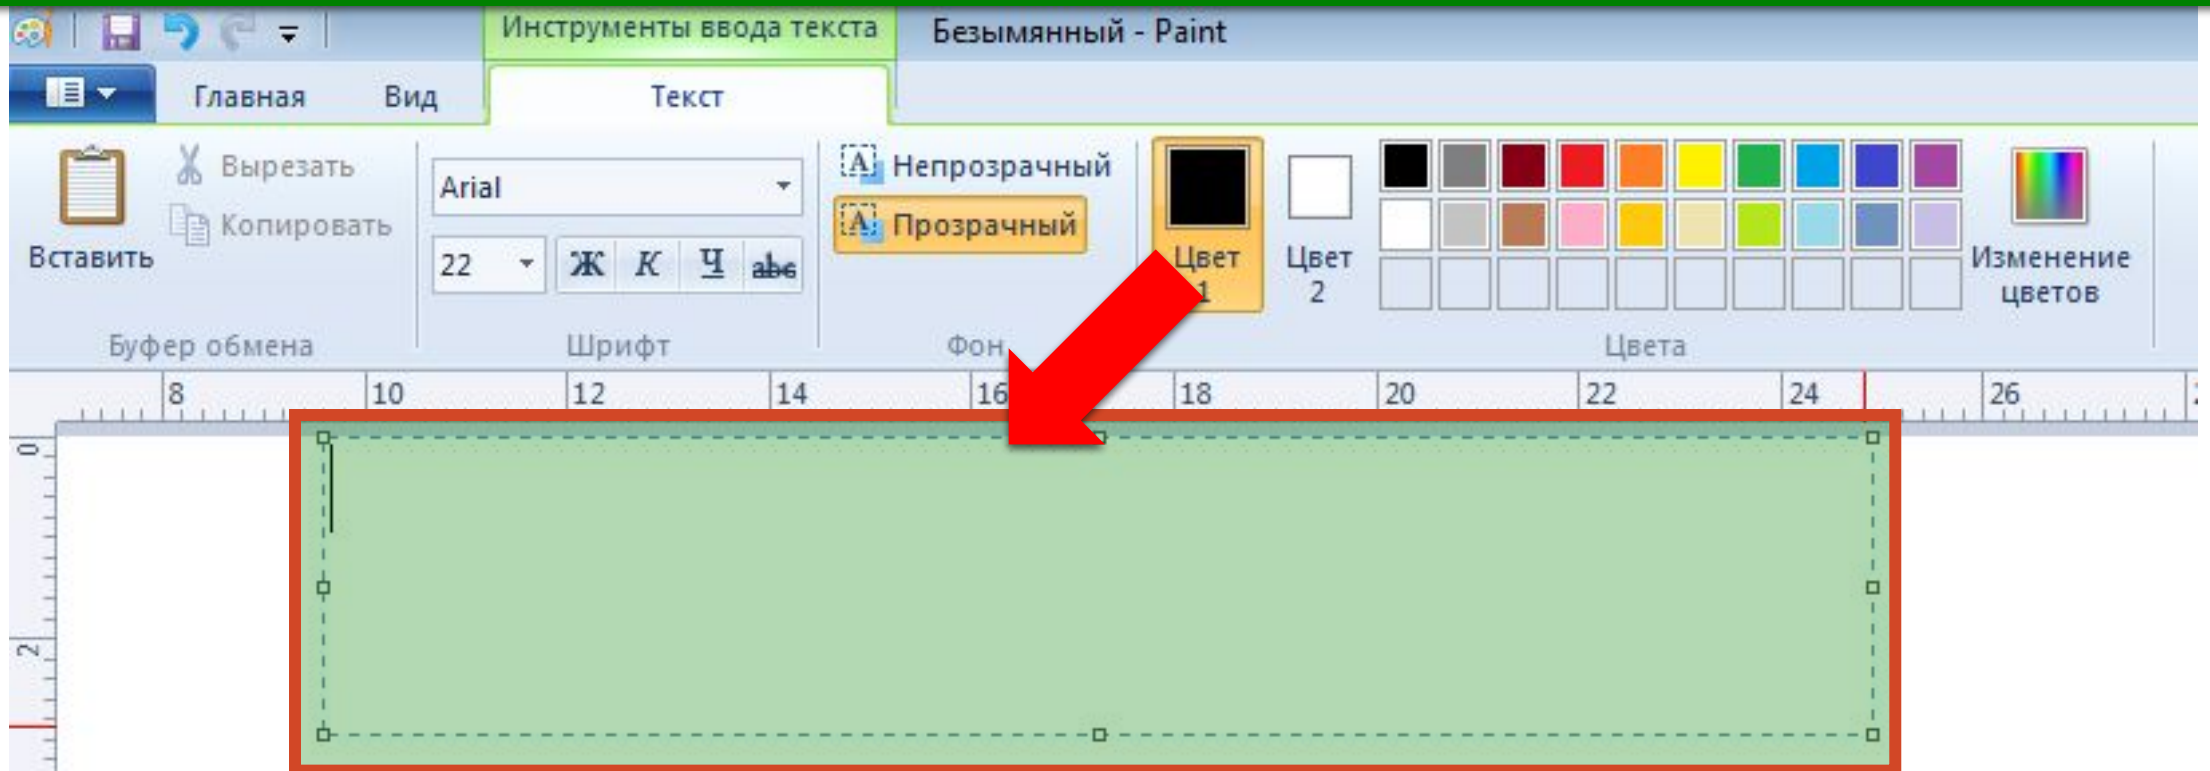 Инструменты ввода текста Безымянный - Paint
Главная Вид Текст
Вырезать
Копировать
Вставить
Буфер обмена
Arial
22 Ж К Ч abc
Шрифт
A Непрозрачный
A Прозрачный
Фон
Цвет
1
Цвет
2
Изменение
цветов
Цвета
8 10 12 14 16 18 20 22 24 26
0
2